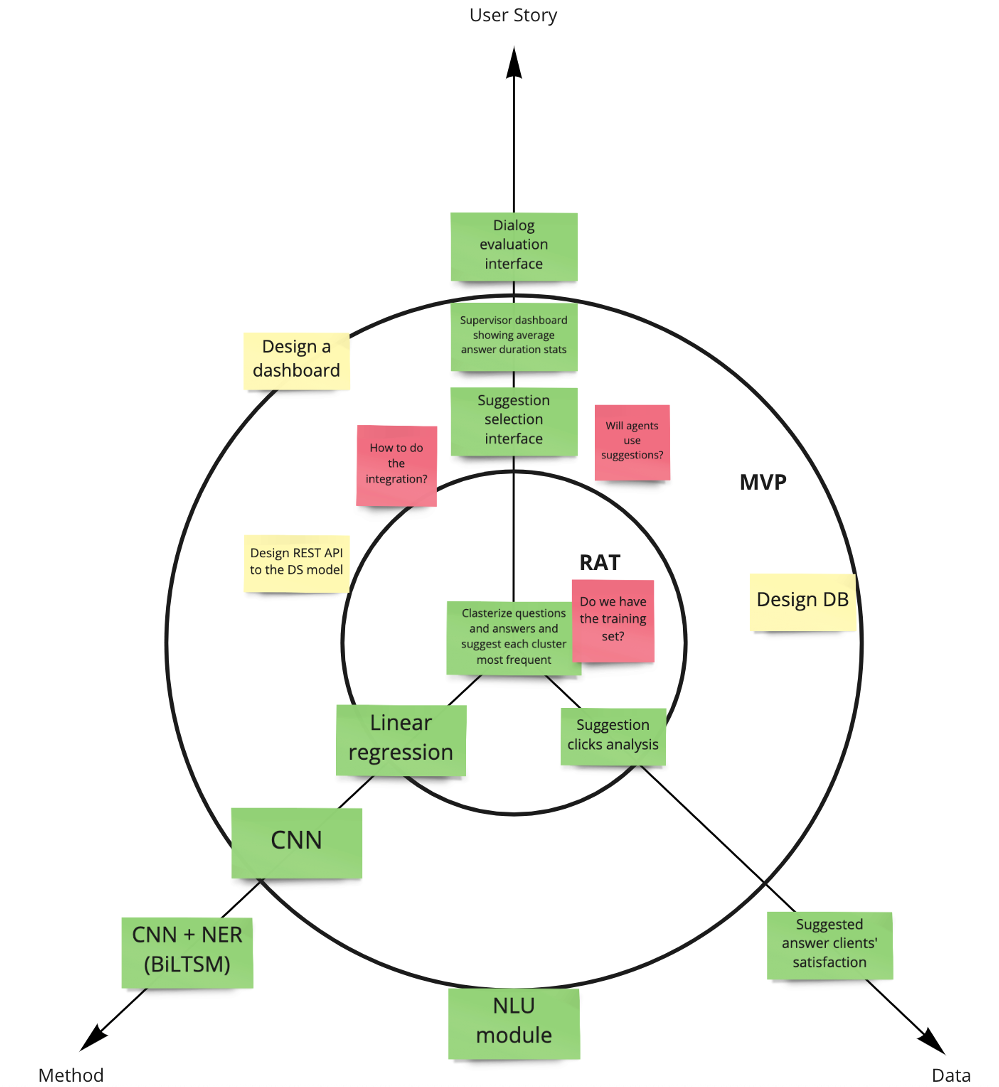 User Story
Dialog
evaluation
interface
Supervisor dashboard
showing average
answer duration stats
Design a
dashboard
Suggestion
selection
interface
Will agents
use
suggestions?
How to do
the
integration?
MVP
Design REST API
to the DS model
RAT
Design DB
Clasterize questions
and answers and
suggest each cluster
most frequent
Do we have
the training
set?
Linear
regression
Suggestion
clicks analysis
CNN
CNN + NER
(BiLTSM)
Suggested
answer clients'
satisfaction
NLU
module
Method
Data